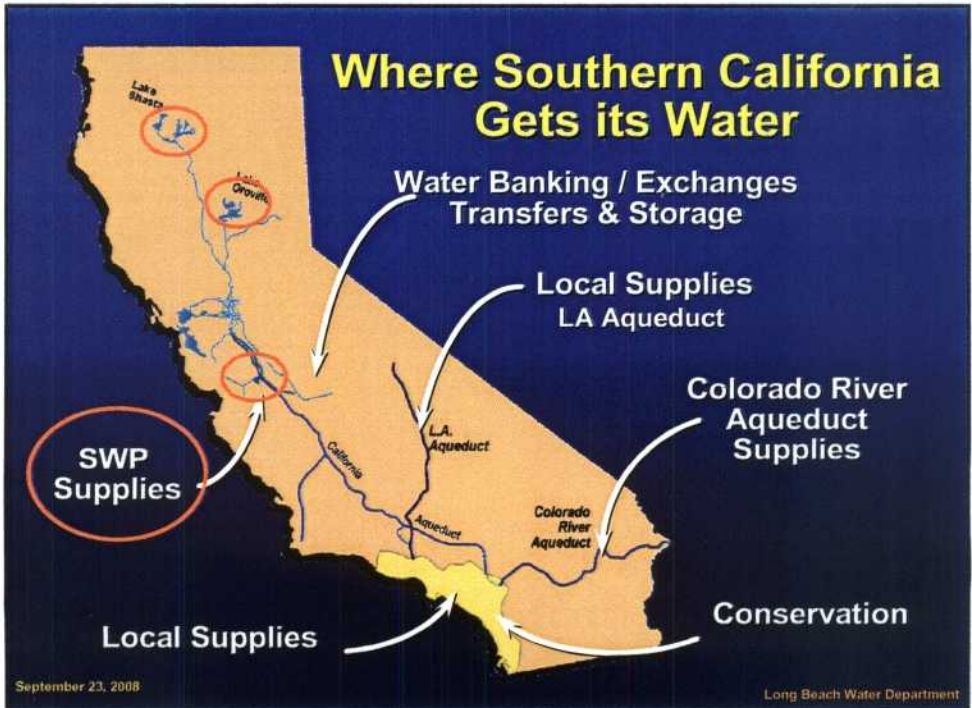 Where Southern California
Gets its Water
Lake
Shasta
Lake
Oroville
Water Banking / Exchanges
Transfers & Storage
Local Supplies
LA Aqueduct
Colorado River
Aqueduct
Supplies
SWP
Supplies
L.A.
Aqueduct
California
Aqueduct
Colorado
River
Aqueduct
Local Supplies
Conservation
September 23, 2008
Long Beach Water Department